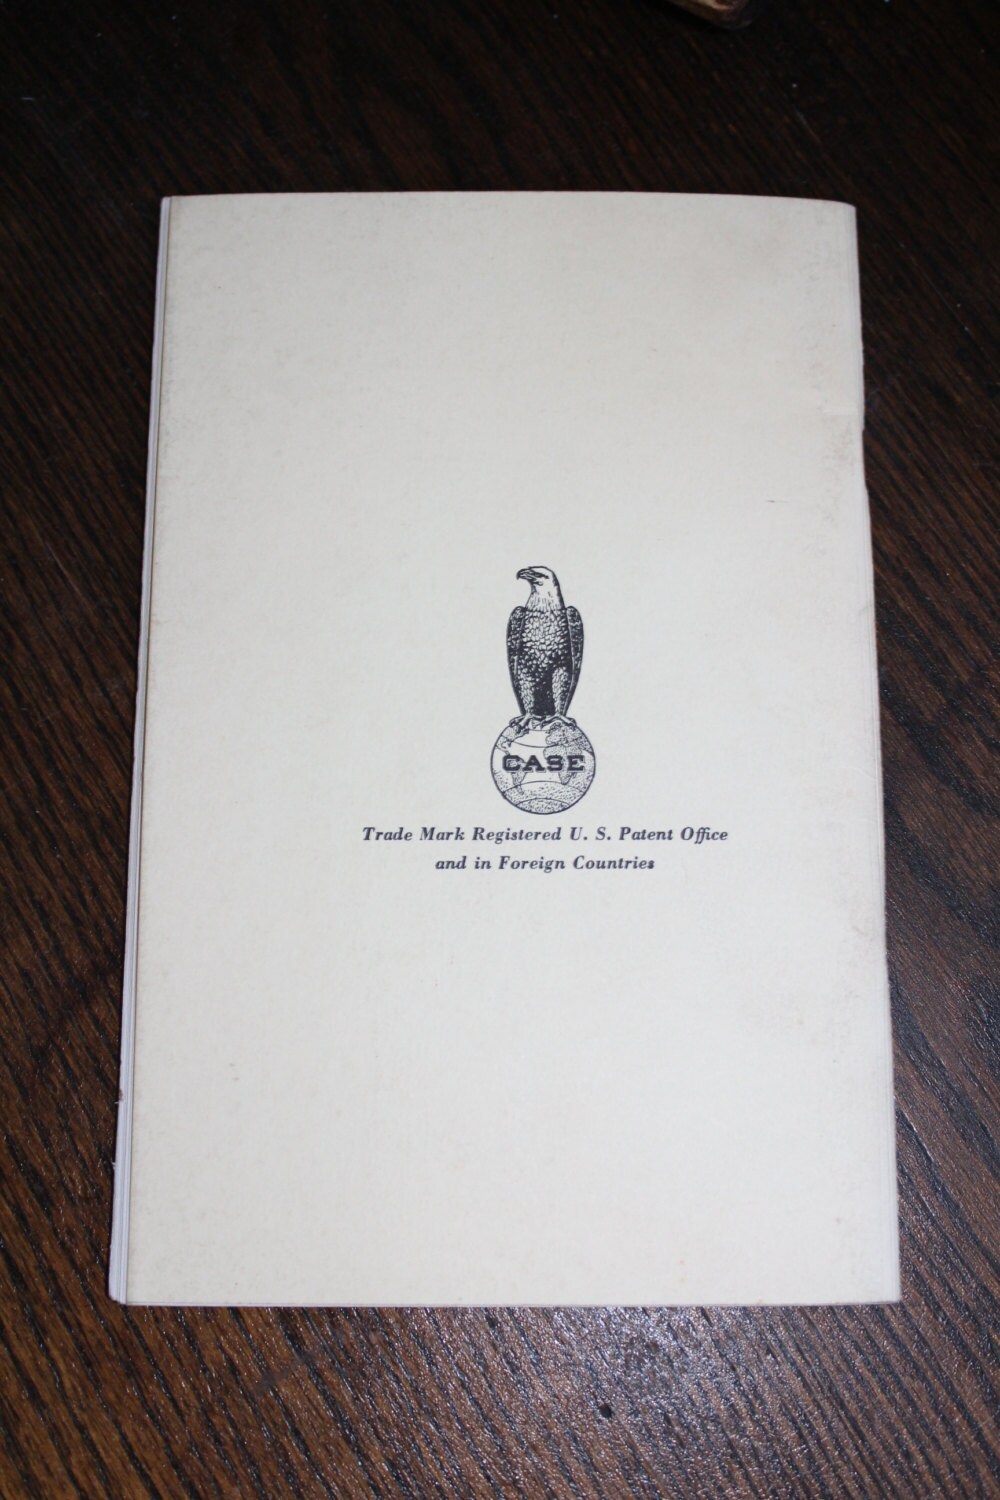 CASE
Trade Mark Registered U. S. Patent Office
and in Foreign Countries